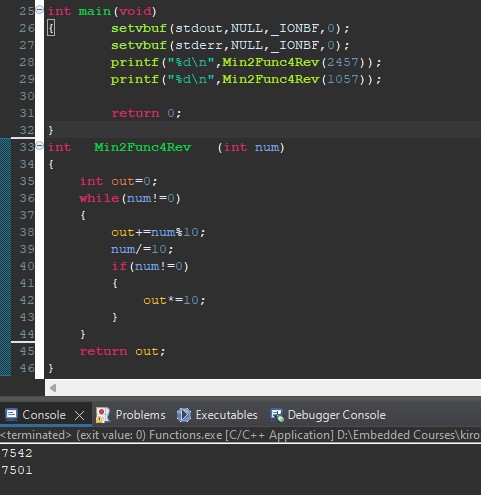 25 int main(void)
26 {        setvbuf(stdout,NULL,_IONBF,0);
27         setvbuf(stderr,NULL,_IONBF,0);
28         printf("%d\n",Min2Func4Rev(2457));
29         printf("%d\n",Min2Func4Rev(1057));
30
31         return 0;
32 }
33 int   Min2Func4Rev   (int num)
34 {
35     int out=0;
36     while(num!=0)
37     {
38         out+=num%10;
39         num/=10;
40         if(num!=0)
41         {
42             out*=10;
43         }
44     }
45     return out;
46 }
Console Problems Executables Debugger Console
<terminated> (exit value: 0) Functions.exe [C/C++ Application] D:\Embedded Courses\kiro
7542
7501